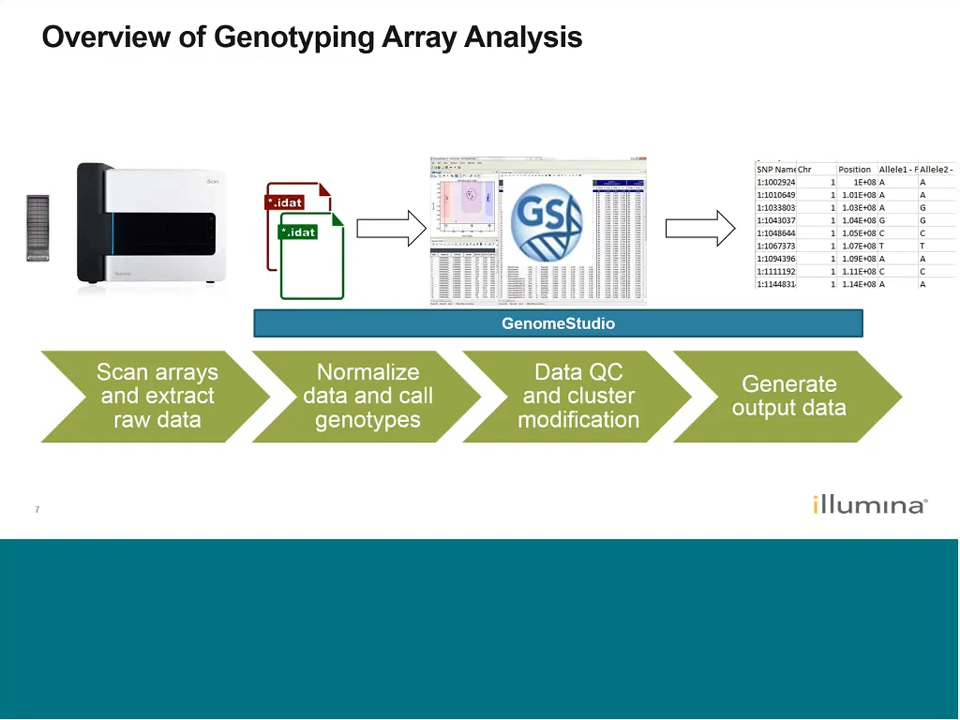 Overview of Genotyping Array Analysis
iScan
illumina
*.idat
*.idat
GSA
SNP Name Chr Position Allele1 - F Allele2 -
1:1002924 1 1E+08 A A
1:1010649 1 1.01E+08 A A
1:1033803 1 1.03E+08 A G
1:1043037 1 1.04E+08 G G
1:1048644 1 1.05E+08 C C
1:1067373 1 1.07E+08 T T
1:1094396 1 1.09E+08 A A
1:1111192 1 1.11E+08 C C
1:1144831 1 1.14E+08 A A
GenomeStudio
Scan arrays
and extract
raw data
Normalize
data and call
genotypes
Data QC
and cluster
modification
Generate
output data
7
illumina®